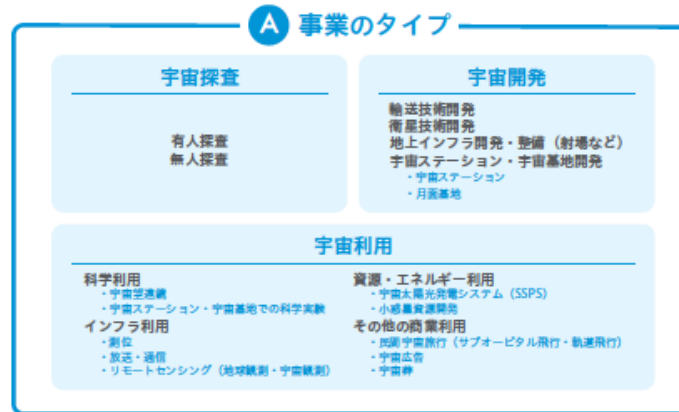 A 事業のタイプ
宇宙探査
有人探査
無人探査
宇宙開発
輸送技術開発
衛星技術開発
地上インフラ開発・整備（射場など）
宇宙ステーション・宇宙基地開発
・宇宙ステーション
・月面基地
宇宙利用
科学利用
・宇宙望遠鏡
・宇宙ステーション・宇宙基地での科学実験
インフラ利用
・測位
・放送・通信
・リモートセンシング（地球観測・宇宙観測）
資源・エネルギー利用
・宇宙太陽光発電システム（SSPS）
・小惑星資源開発
その他の商業利用
・民間宇宙旅行（サブオービタル飛行・軌道飛行）
・宇宙広告
・宇宙葬